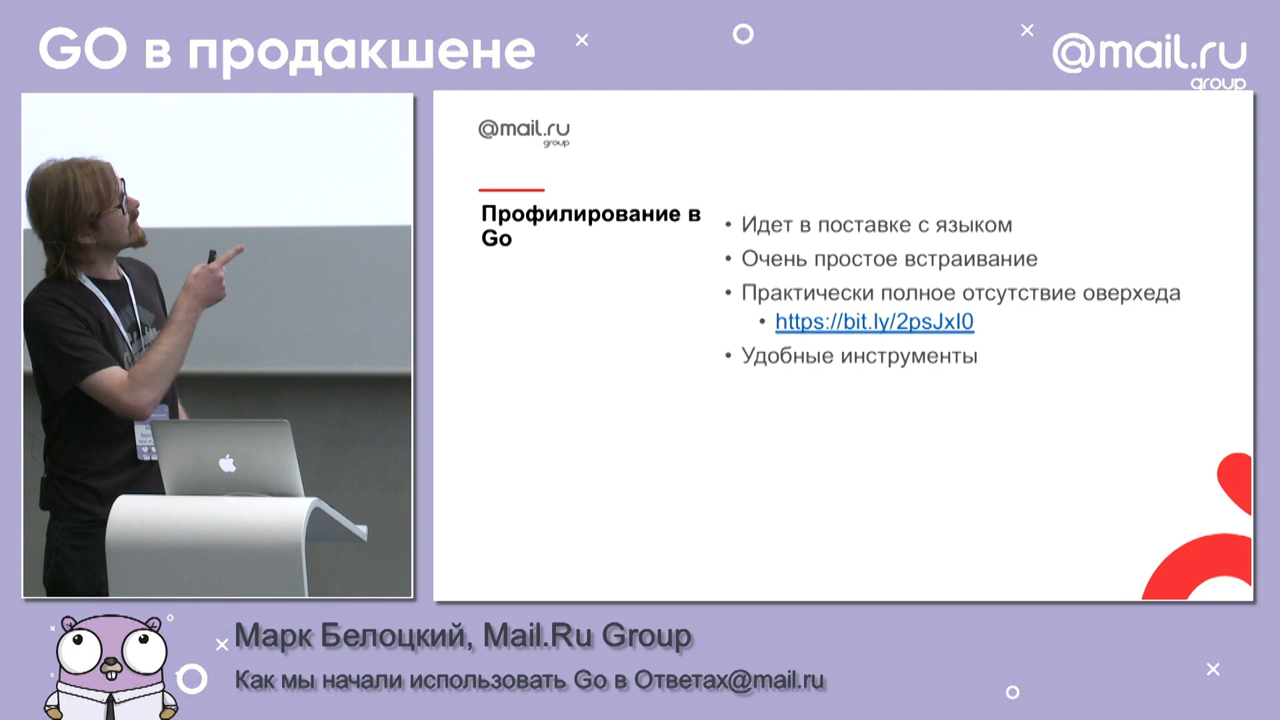 GO в продакшене
@mail.ru
group
@mail.ru
group
Профилирование в
Go
• Идет в поставке с языком
• Очень простое встраивание
• Практически полное отсутствие оверхеда
• https://bit.ly/2psJxI0
• Удобные инструменты
Марк Белоцкий, Mail.Ru Group
Как мы начали использовать Go в Ответах@mail.ru